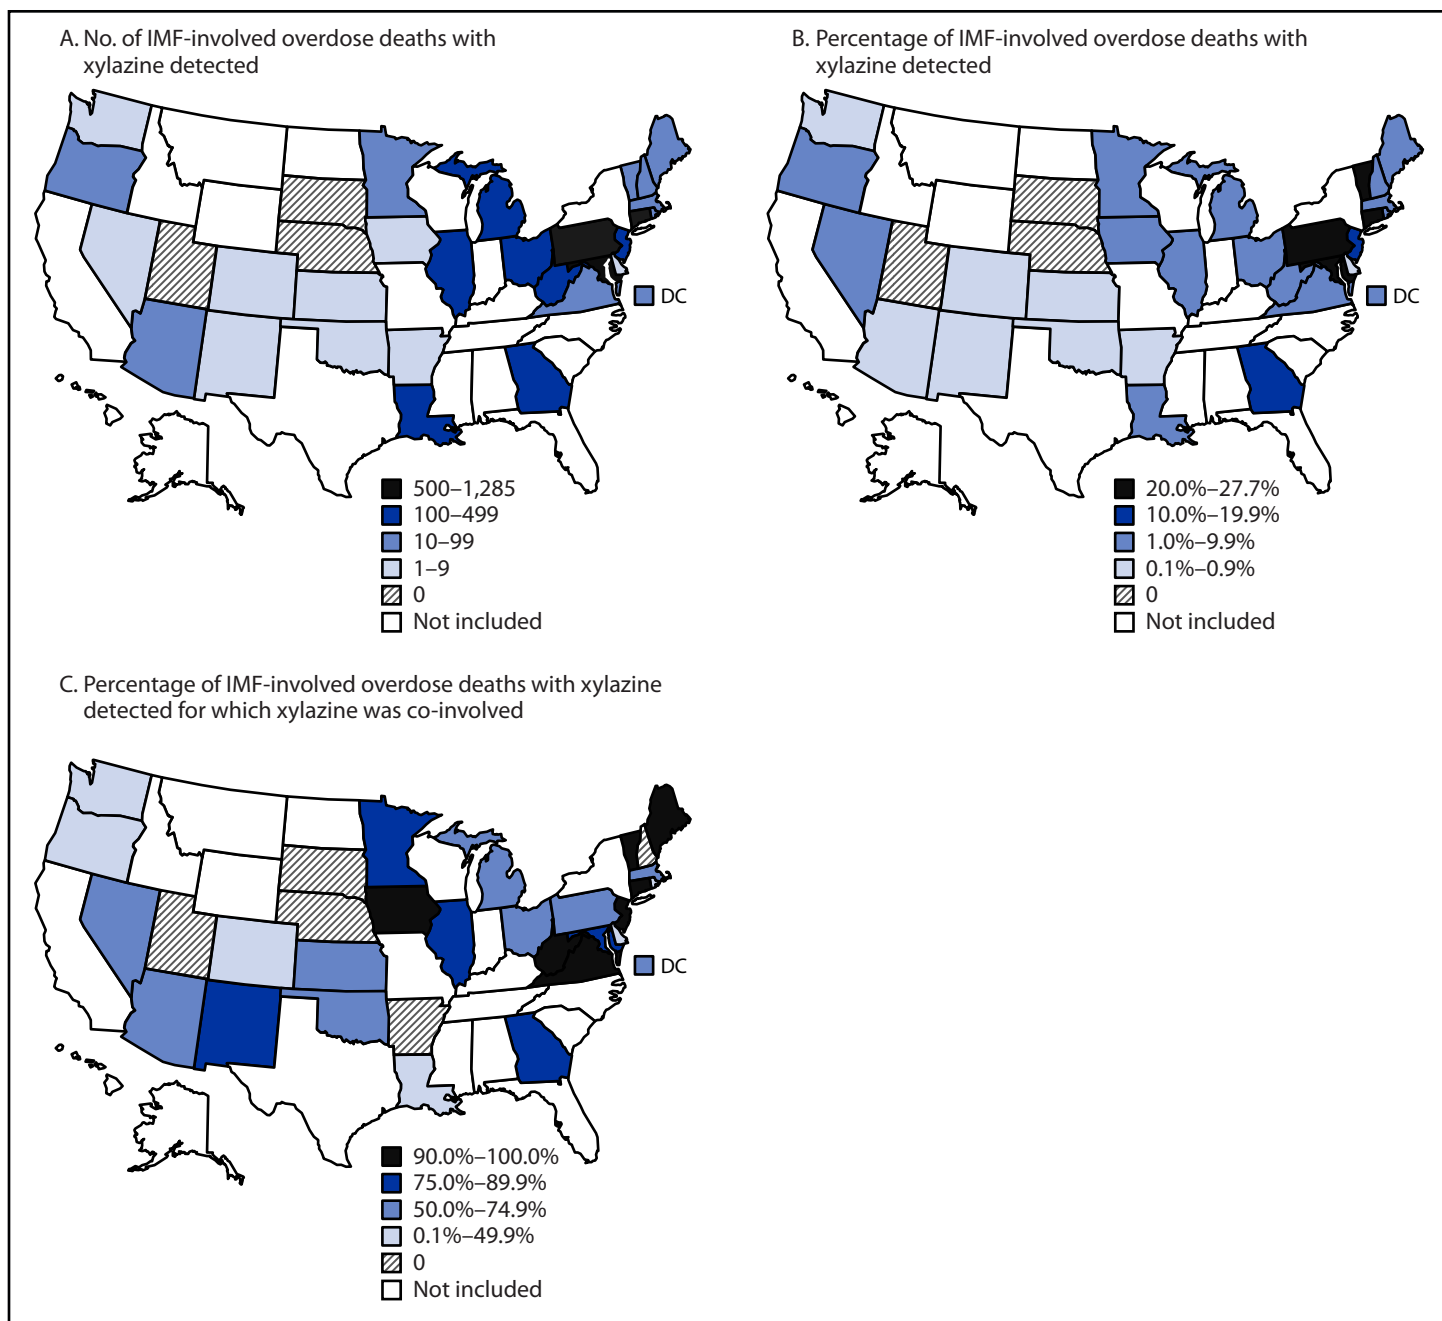 A. No. of IMF-involved overdose deaths with
xylazine detected
DC
500–1,285
100–499
10–99
1–9
0
Not included
B. Percentage of IMF-involved overdose deaths with
xylazine detected
DC
20.0%–27.7%
10.0%–19.9%
1.0%–9.9%
0.1%–0.9%
0
Not included
C. Percentage of IMF-involved overdose deaths with xylazine
detected for which xylazine was co-involved
DC
90.0%–100.0%
75.0%–89.9%
50.0%–74.9%
0.1%–49.9%
0
Not included